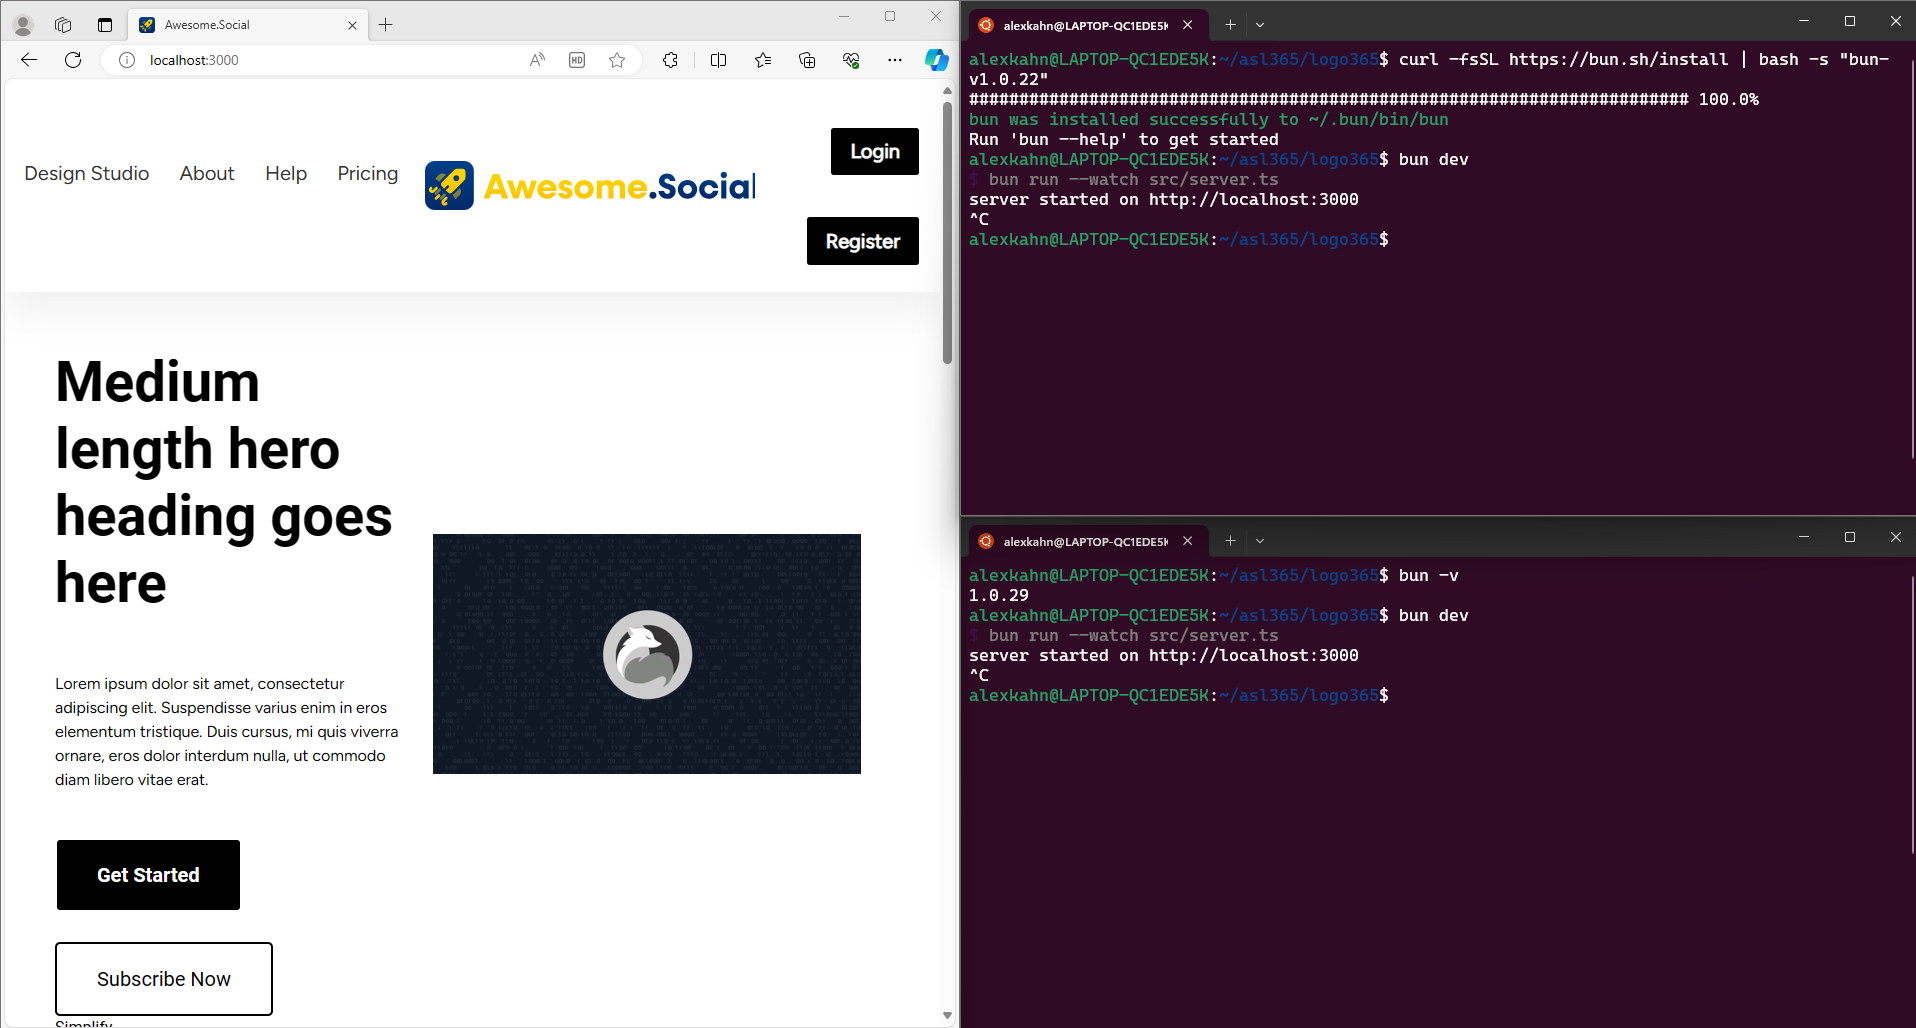 Awesome.Social
localhost:3000
Design Studio About Help Pricing
Awesome.Social
Login
Register
Medium
length hero
heading goes
here
Lorem ipsum dolor sit amet, consectetur
adipiscing elit. Suspendisse varius enim in eros
elementum tristique. Duis cursus, mi quis viverra
ornare, eros dolor interdum nulla, ut commodo
diam libero vitae erat.
Get Started
Subscribe Now
Simplify
alexkahn@LAPTOP-QC1EDE5K
alexkahn@LAPTOP-QC1EDE5K:~/asl365/logo365$ curl -fsSL https://bun.sh/install | bash -s "bun-
v1.0.22"
######################################################################## 100.0%
bun was installed successfully to ~/.bun/bin/bun
Run 'bun --help' to get started
alexkahn@LAPTOP-QC1EDE5K:~/asl365/logo365$ bun dev
$ bun run --watch src/server.ts
server started on http://localhost:3000
^C
alexkahn@LAPTOP-QC1EDE5K:~/asl365/logo365$
alexkahn@LAPTOP-QC1EDE5K
alexkahn@LAPTOP-QC1EDE5K:~/asl365/logo365$ bun -v
1.0.29
alexkahn@LAPTOP-QC1EDE5K:~/asl365/logo365$ bun dev
$ bun run --watch src/server.ts
server started on http://localhost:3000
^C
alexkahn@LAPTOP-QC1EDE5K:~/asl365/logo365$